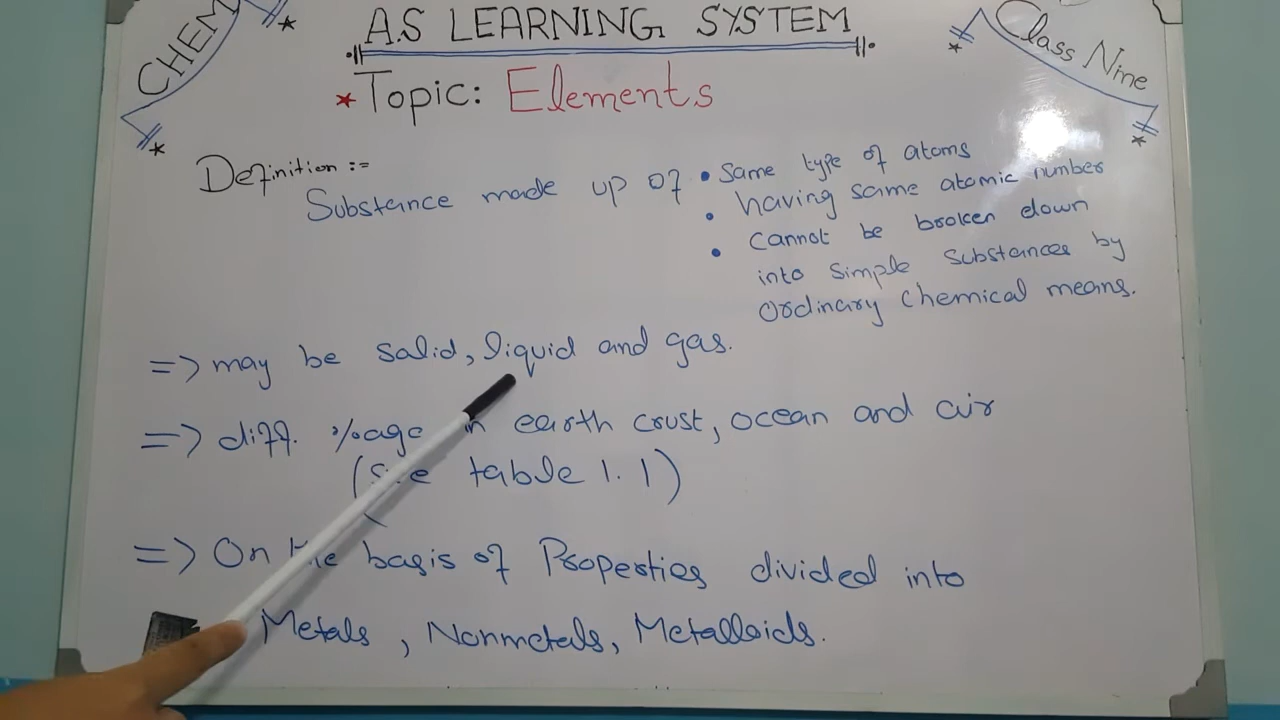 CHEM
A.S LEARNING SYSTEM
Class Nine
Topic: Elements
Definition :-
Substance made up of • Same type of atoms
• having same atomic number
• Cannot be broken down
into simple substances by
ordinary chemical means.
=> may be solid, liquid and gas.
=> diff. %age in earth crust, ocean and air
(See table 1.1)
=> On the basis of Properties divided into
Metals, Nonmetals, Metalloids.